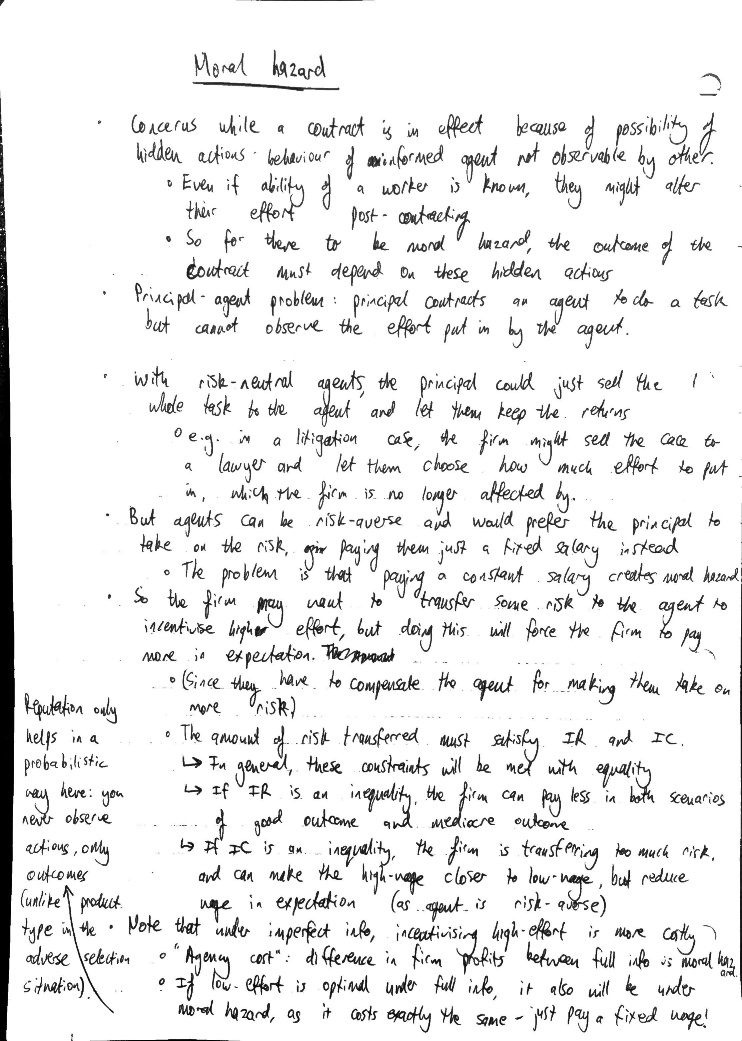 Moral hazard
• Concerns while a contract is in effect because of possibility of
hidden actions - behaviour of informed agent not observable by other.
• Even if ability of a worker is known, they might alter
their effort post-contracting
• So for there to be moral hazard, the outcome of the
contract must depend on these hidden actions
• Principal-agent problem: principal contracts an agent to do a task
but cannot observe the effort put in by the agent.
• With risk-neutral agents, the principal could just sell the
whole task to the agent and let them keep the returns
• e.g. in a litigation case, the firm might sell the case to
a lawyer and let them choose how much effort to put
in, which the firm is no longer affected by.
• But agents can be risk-averse and would prefer the principal to
take on the risk, paying them just a fixed salary instead
• The problem is that paying a constant salary creates moral hazard
• So the firm may want to transfer some risk to the agent to
incentivise higher effort, but doing this will force the firm to pay
more in expectation.
• (Since they have to compensate the agent for making them take on
more risk)
• The amount of risk transferred must satisfy IR and IC.
↳ In general, these constraints will be met with equality
↳ If IR is an inequality, the firm can pay less in both scenarios
of good outcome and mediocre outcome
↳ If IC is an inequality, the firm is transferring too much risk,
and can make the high-wage closer to low-wage, but reduce
wage in expectation (as agent is risk-averse)
• Note that under imperfect info, incentivising high-effort is more costly
• "Agency cost": difference in firm profits between full info vs moral haz
ard.
• If low-effort is optimal under full info, it also will be under
moral hazard, as it costs exactly the same - just pay a fixed wage!
Reputation only
helps in a
probabilistic
way here: you
never observe
actions, only
outcomes
(unlike product
type in the
adverse selection
situation).